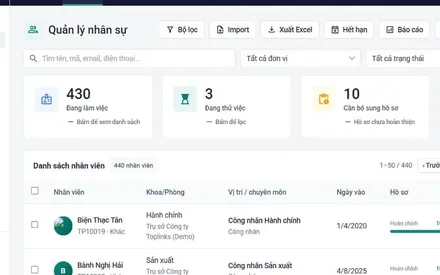 Quản lý nhân sự
Bộ lọc
Import
Xuất Excel
Hết hạn
Báo cáo
Tìm tên, mã, email, điện thoại...
Tất cả đơn vị
Tất cả trạng thái
430
Đang làm việc
— Bấm để xem danh sách
3
Đang thử việc
— Bấm để lọc
10
Cần bổ sung hồ sơ
— Hồ sơ chưa hoàn thiện
Danh sách nhân viên
440 nhân viên
1–50 / 440
‹ Trướ
Nhân viên
Khoa/Phòng
Vị trí / chuyên môn
Ngày vào
Hồ sơ
Biện Thạc Tân
TP10019 · Khác
Hành chính
Trụ sở Công ty
Toplinks (Demo)
Công nhân Hành chính
Công nhân
1/4/2020
Hoàn chỉnh
B
Bành Nghị Hải
Sản xuất
Trụ sở Công ty
Công nhân Sản xuất
Công nhân
4/8/2025
Hoàn chỉnh